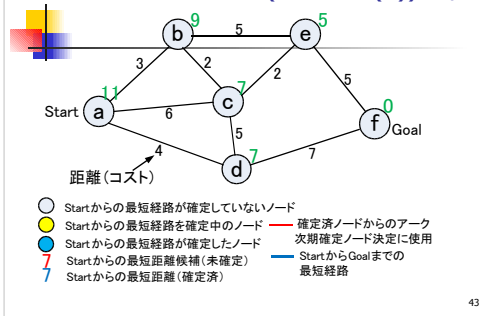 b
9
5
e
5
3
2
2
5
11
7
Start
a
6
c
0
f
Goal
5
4
7
d
7
距離(コスト)
Startからの最短経路が確定していないノード
Startからの最短経路を確定中のノード
確定済ノードからのアーク
次期確定ノード決定に使用
Startからの最短経路が確定したノード
7
Startからの最短距離候補(未確定)
StartからGoalまでの
最短経路
7
Startからの最短距離(確定済)
43